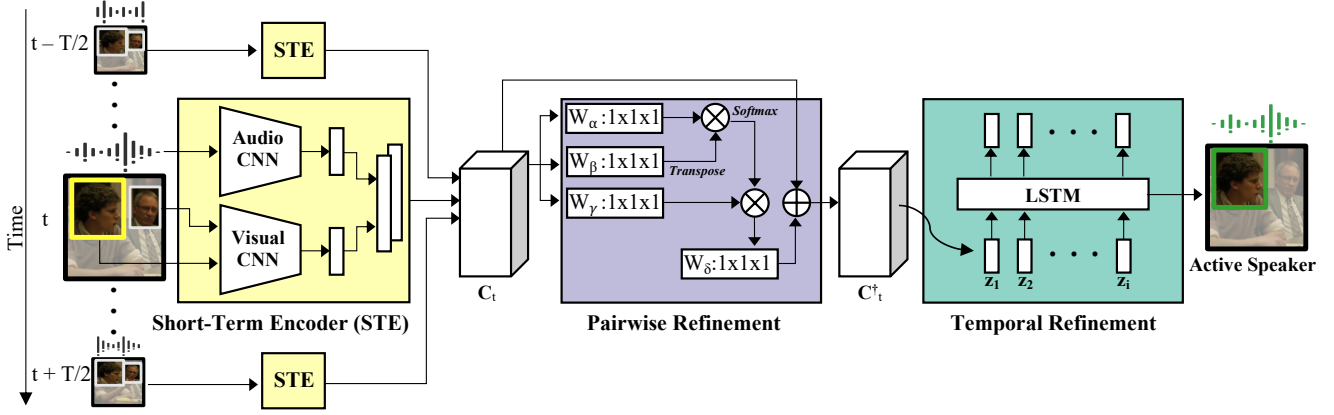 Time
t – T/2
STE
t
Audio
CNN
Visual
CNN
Short-Term Encoder (STE)
t + T/2
STE
C_t
W_α:1x1x1
W_β:1x1x1
W_γ:1x1x1
Softmax
Transpose
W_δ:1x1x1
Pairwise Refinement
C†_t
LSTM
z_1 z_2 z_i
Temporal Refinement
Active Speaker